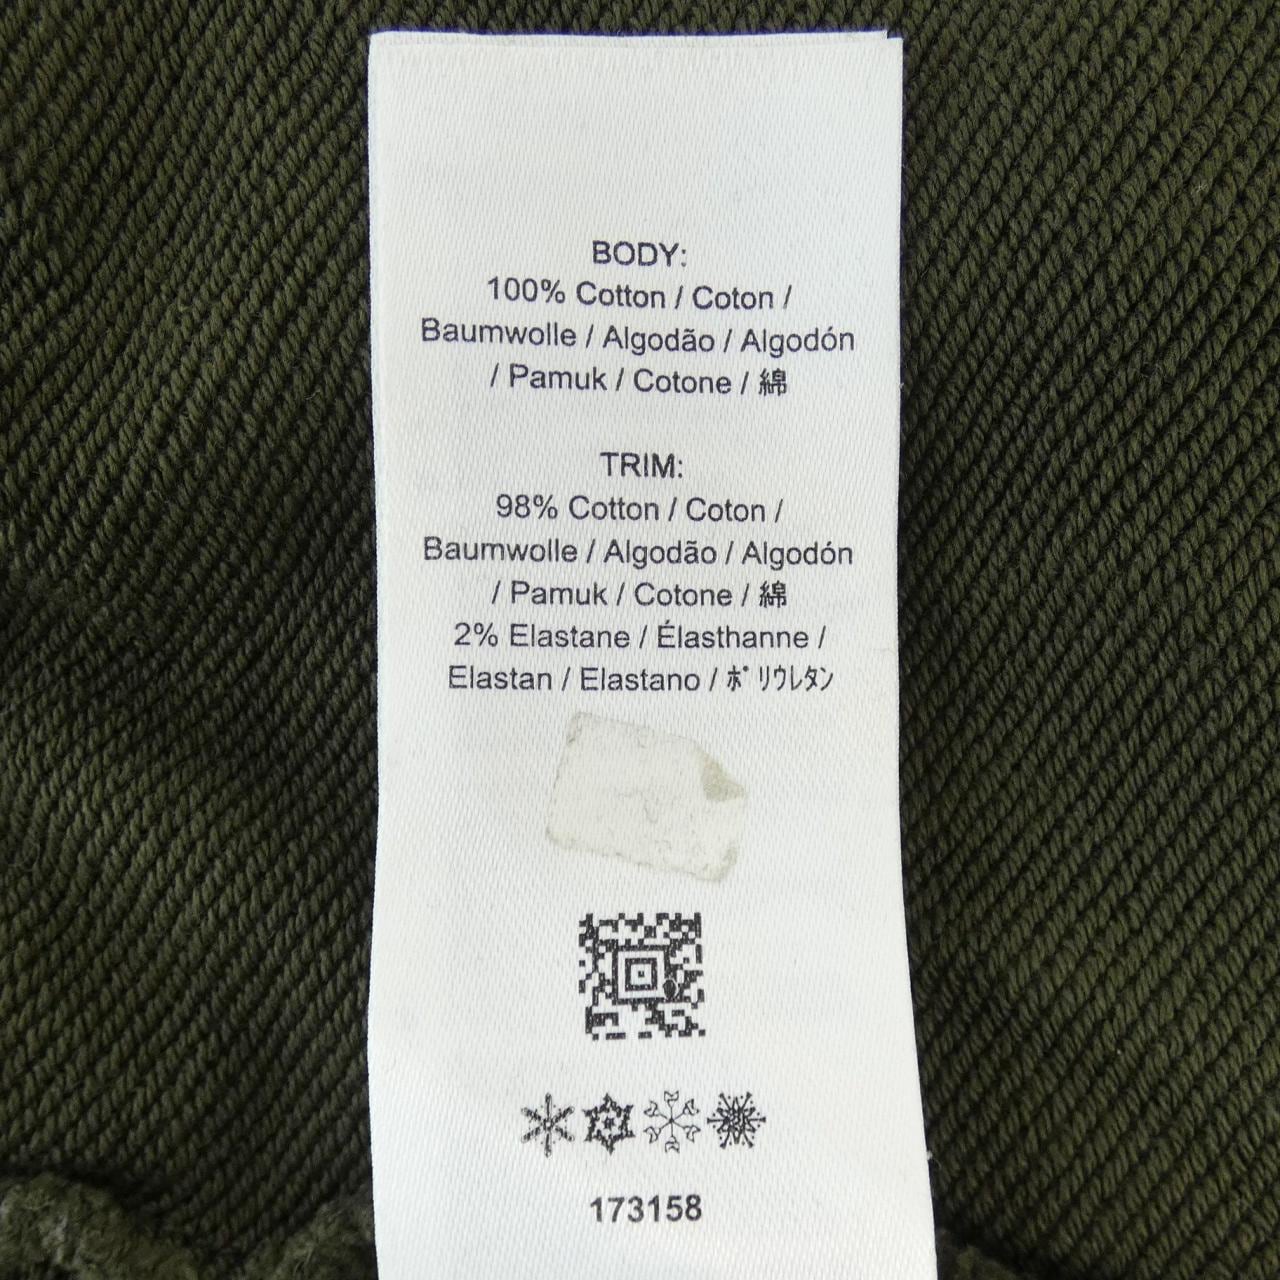 BODY:
100% Cotton / Coton /
Baumwolle / Algodão / Algodón
/ Pamuk / Cotone / 綿
TRIM:
98% Cotton / Coton /
Baumwolle / Algodão / Algodón
/ Pamuk / Cotone / 綿
2% Elastane / Élasthanne /
Elastan / Elastano / ﾎﾟﾘｳﾚﾀﾝ
173158